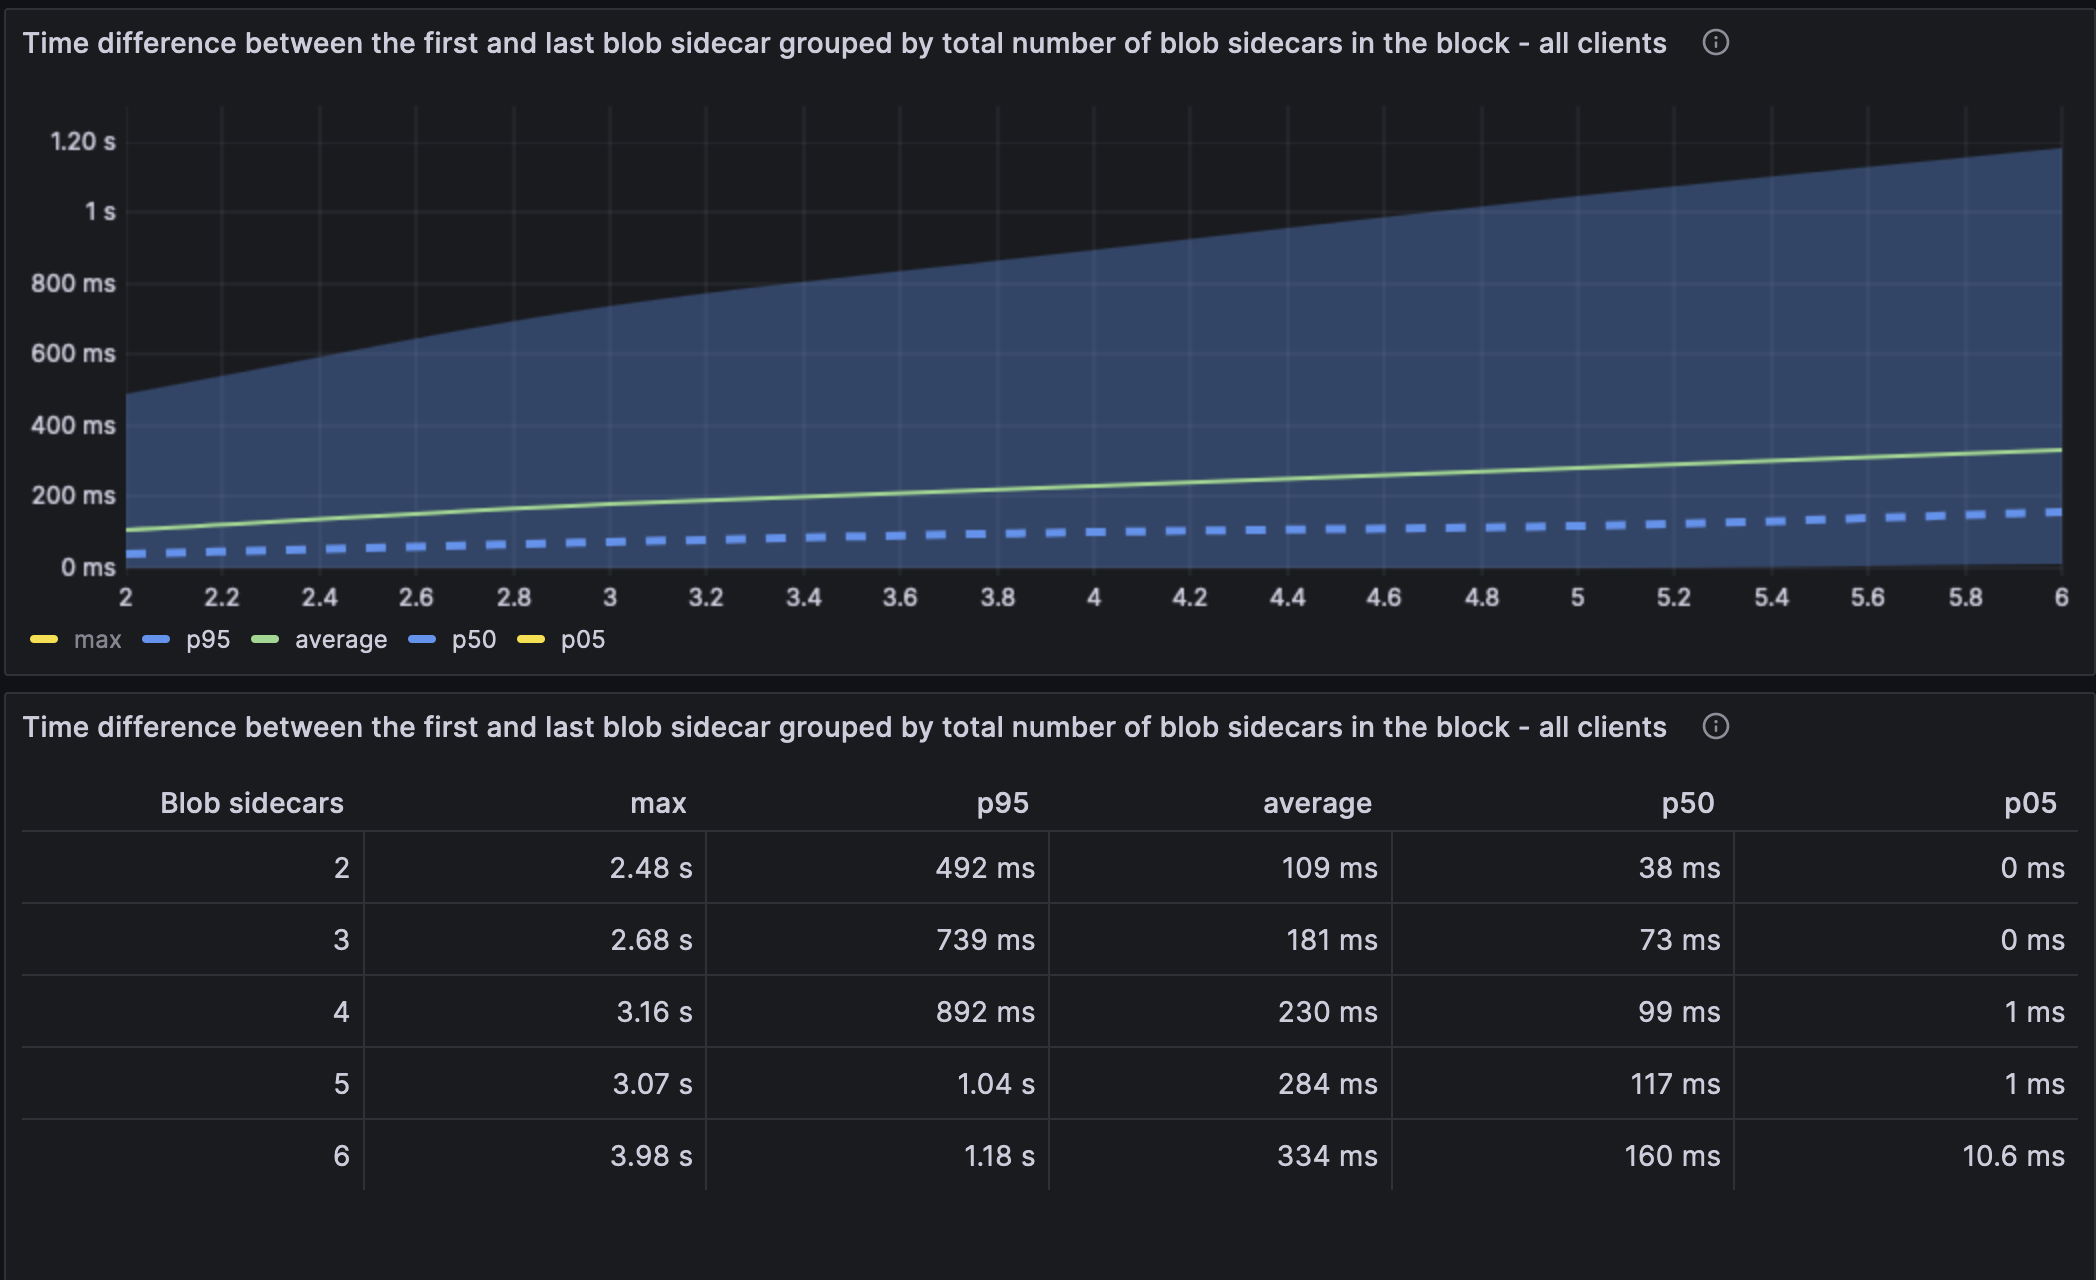 Time difference between the first and last blob sidecar grouped by total number of blob sidecars in the block - all clients
1.20 s
1 s
800 ms
600 ms
400 ms
200 ms
0 ms
2 2.2 2.4 2.6 2.8 3 3.2 3.4 3.6 3.8 4 4.2 4.4 4.6 4.8 5 5.2 5.4 5.6 5.8 6
max p95 average p50 p05
Time difference between the first and last blob sidecar grouped by total number of blob sidecars in the block - all clients
Blob sidecars max p95 average p50 p05
2 2.48 s 492 ms 109 ms 38 ms 0 ms
3 2.68 s 739 ms 181 ms 73 ms 0 ms
4 3.16 s 892 ms 230 ms 99 ms 1 ms
5 3.07 s 1.04 s 284 ms 117 ms 1 ms
6 3.98 s 1.18 s 334 ms 160 ms 10.6 ms